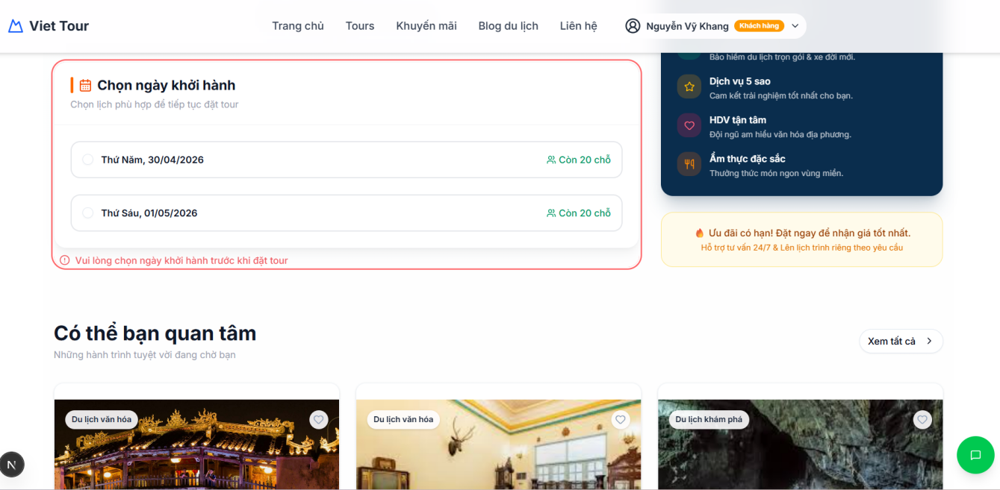 Viet Tour
Trang chủ
Tours
Khuyến mãi
Blog du lịch
Liên hệ
Nguyễn Vỹ Khang
Khách hàng
Chọn ngày khởi hành
Chọn lịch phù hợp để tiếp tục đặt tour
Thứ Năm, 30/04/2026
Còn 20 chỗ
Thứ Sáu, 01/05/2026
Còn 20 chỗ
Vui lòng chọn ngày khởi hành trước khi đặt tour
Bảo hiểm du lịch trọn gói & xe đời mới.
Dịch vụ 5 sao
Cam kết trải nghiệm tốt nhất cho bạn.
HDV tận tâm
Đội ngũ am hiểu văn hóa địa phương.
Ẩm thực đặc sắc
Thưởng thức món ngon vùng miền.
Ưu đãi có hạn! Đặt ngay để nhận giá tốt nhất.
Hỗ trợ tư vấn 24/7 & Lên lịch trình riêng theo yêu cầu
Có thể bạn quan tâm
Những hành trình tuyệt vời đang chờ bạn
Xem tất cả
Du lịch văn hóa
Du lịch văn hóa
Du lịch khám phá
N